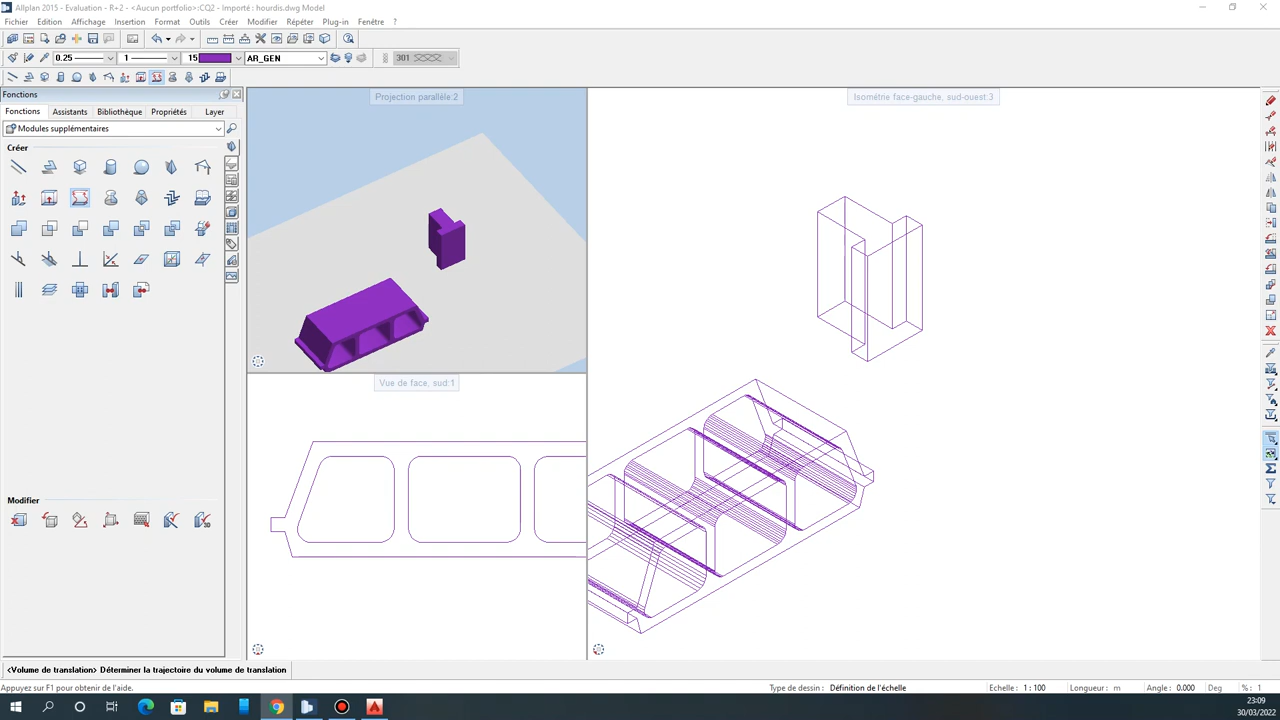 Allplan 2015 - Evaluation - R+2 - <Aucun portfolio>:CQ2 - Importé : hourdis.dwg Model
Fichier Edition Affichage Insertion Format Outils Créer Modifier Répéter Plug-in Fenêtre ?
0.25 1 15 AR_GEN 301
Fonctions
Projection parallèle:2
Isométrie face-gauche, sud-ouest:3
Fonctions Assistants Bibliothèque Propriétés Layer
Modules supplémentaires
Créer
Vue de face, sud:1
Modifier
<Volume de translation> Déterminer la trajectoire du volume de translation
Appuyez sur F1 pour obtenir de l'aide.
Type de dessin : Définition de l'échelle Echelle : 1 : 100 Longueur : m Angle : 0.000 Deg % : 1
23:09
30/03/2022